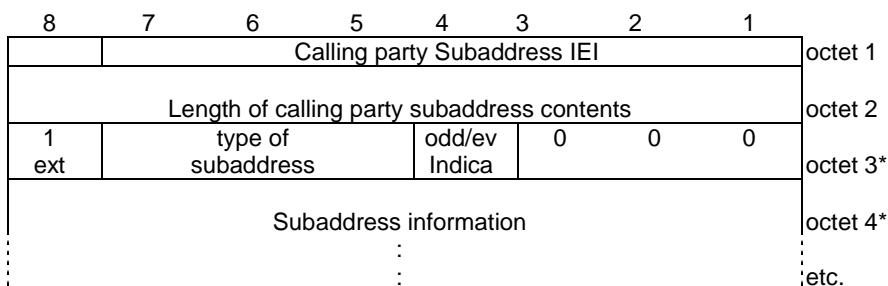 8 7 6 5 4 3 2 1
Calling party Subaddress IEI octet 1
Length of calling party subaddress contents octet 2
1 type of odd/ev 0 0 0
ext subaddress Indica octet 3*
Subaddress information octet 4*
:
: etc.